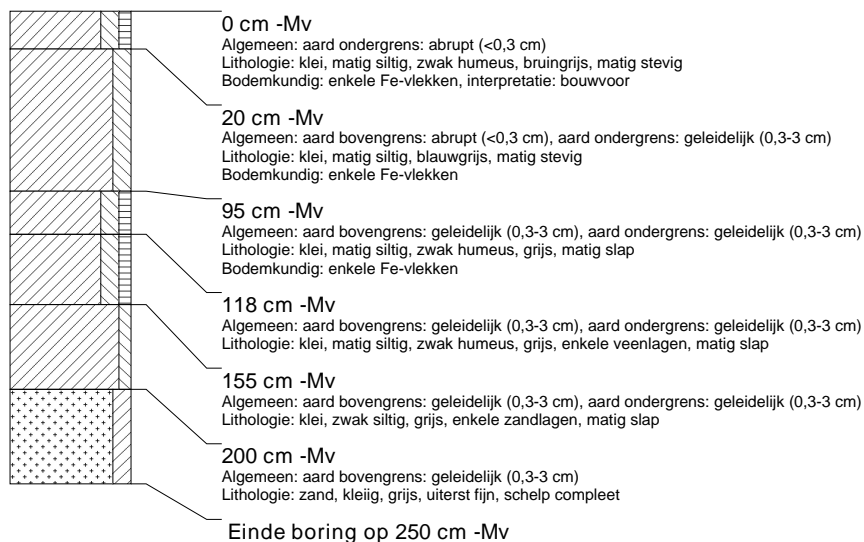 0 cm -Mv
Algemeen: aard ondergrens: abrupt (<0,3 cm)
Lithologie: klei, matig siltig, zwak humeus, bruingrijs, matig stevig
Bodemkundig: enkele Fe-vlekken, interpretatie: bouwvoor
20 cm -Mv
Algemeen: aard bovengrens: abrupt (<0,3 cm), aard ondergrens: geleidelijk (0,3-3 cm)
Lithologie: klei, matig siltig, blauwgrijs, matig stevig
Bodemkundig: enkele Fe-vlekken
95 cm -Mv
Algemeen: aard bovengrens: geleidelijk (0,3-3 cm), aard ondergrens: geleidelijk (0,3-3 cm)
Lithologie: klei, matig siltig, zwak humeus, grijs, matig slap
Bodemkundig: enkele Fe-vlekken
118 cm -Mv
Algemeen: aard bovengrens: geleidelijk (0,3-3 cm), aard ondergrens: geleidelijk (0,3-3 cm)
Lithologie: klei, matig siltig, zwak humeus, grijs, enkele veenlagen, matig slap
155 cm -Mv
Algemeen: aard bovengrens: geleidelijk (0,3-3 cm), aard ondergrens: geleidelijk (0,3-3 cm)
Lithologie: klei, zwak siltig, grijs, enkele zandlagen, matig slap
200 cm -Mv
Algemeen: aard bovengrens: geleidelijk (0,3-3 cm)
Lithologie: zand, kleiig, grijs, uiterst fijn, schelp compleet
Einde boring op 250 cm -Mv